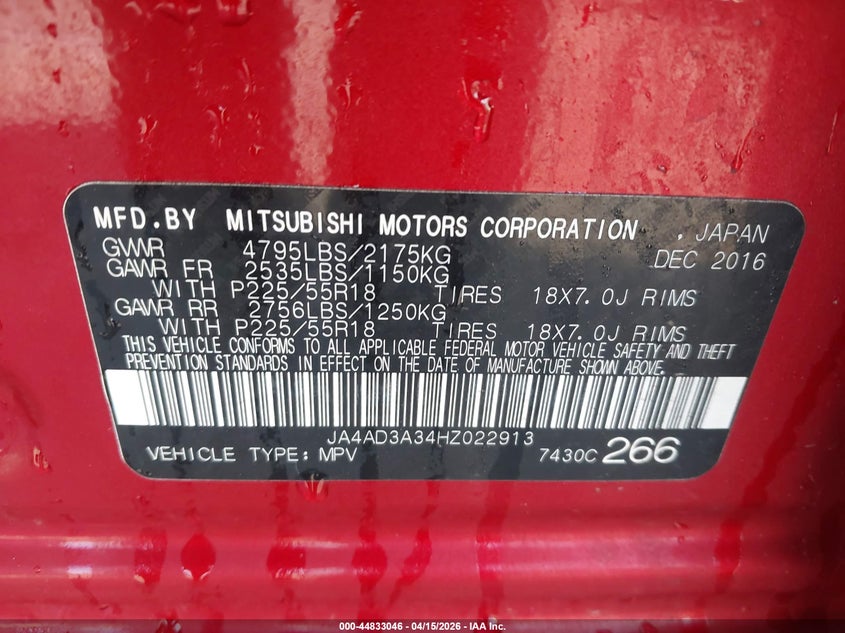 MFD.BY MITSUBISHI MOTORS CORPORATION , JAPAN
GVWR 4795LBS/2175KG DEC 2016
GAWR FR 2535LBS/1150KG
WITH P225/55R18 TIRES 18X7.0J RIMS
GAWR RR 2756LBS/1250KG
WITH P225/55R18 TIRES 18X7.0J RIMS
THIS VEHICLE CONFORMS TO ALL APPLICABLE FEDERAL MOTOR VEHICLE SAFETY AND THEFT
PREVENTION STANDARDS IN EFFECT ON THE DATE OF MANUFACTURE SHOWN ABOVE.
JA4AD3A34HZ022913
VEHICLE TYPE: MPV 7430C 266
000-44833046 - 04/15/2026 - IAA Inc.